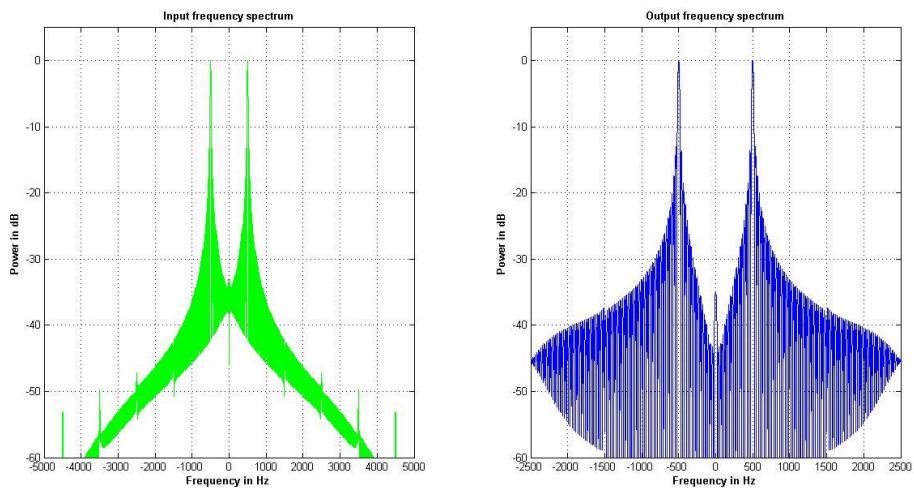 Input frequency spectrum
0
-10
-20
-30
-40
-50
-60
Power in dB
-5000 -4000 -3000 -2000 -1000 0 1000 2000 3000 4000 5000
Frequency in Hz
Output frequency spectrum
0
-10
-20
-30
-40
-50
-60
Power in dB
-2500 -2000 -1500 -1000 -500 0 500 1000 1500 2000 2500
Frequency in Hz